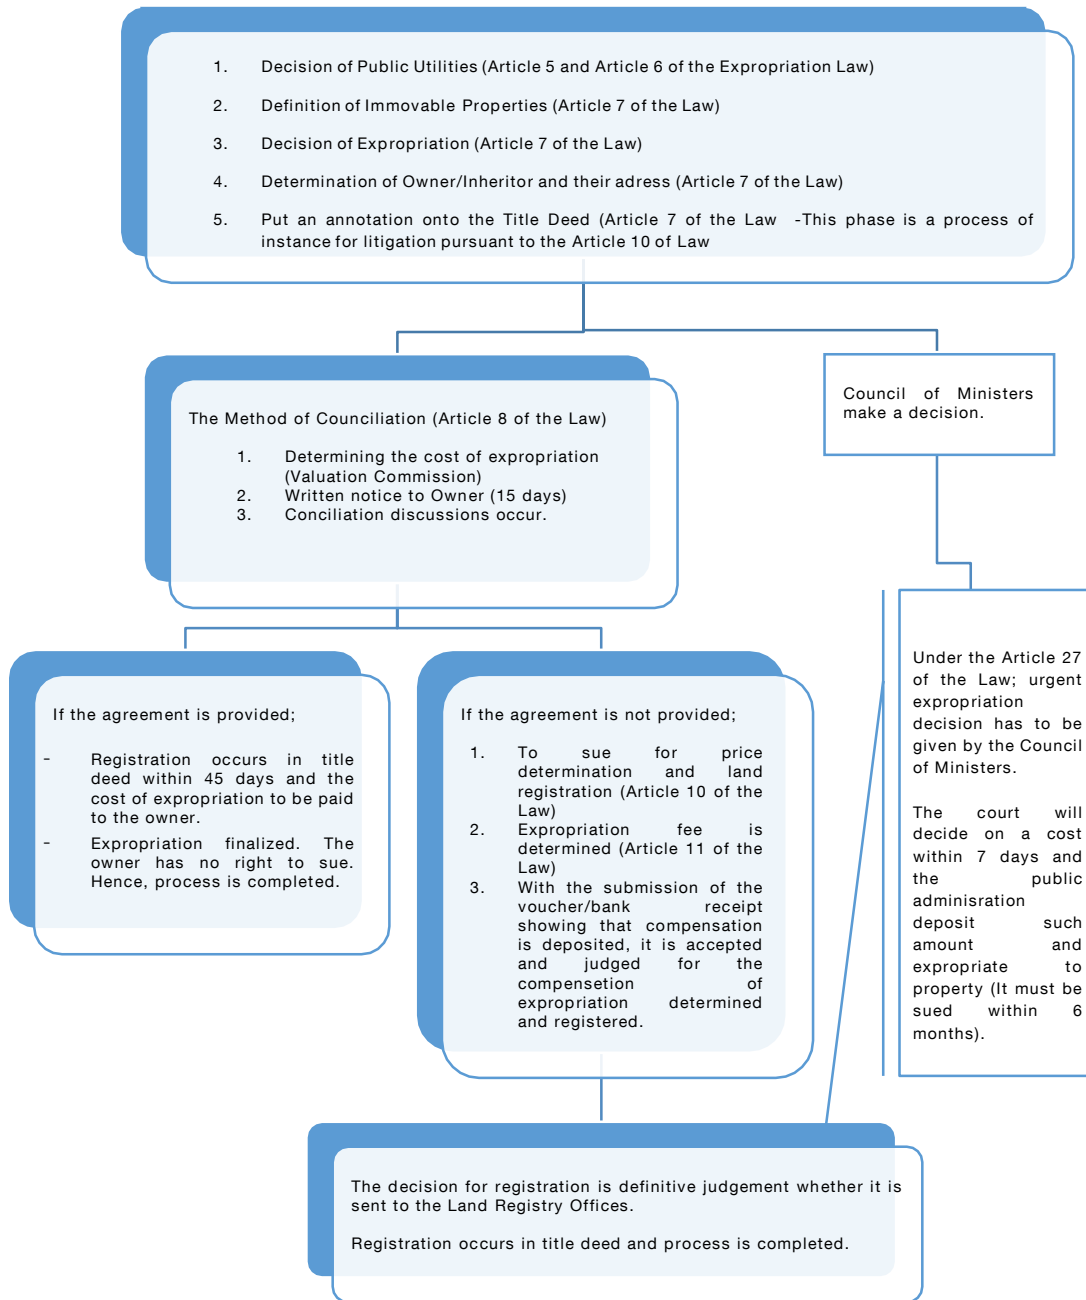 1. Decision of Public Utilities (Article 5 and Article 6 of the Expropriation Law)
2. Definition of Immovable Properties (Article 7 of the Law)
3. Decision of Expropriation (Article 7 of the Law)
4. Determination of Owner/Inheritor and their adress (Article 7 of the Law)
5. Put an annotation onto the Title Deed (Article 7 of the Law -This phase is a process of
instance for litigation pursuant to the Article 10 of Law
The Method of Counciliation (Article 8 of the Law)
1. Determining the cost of expropriation
(Valuation Commission)
2. Written notice to Owner (15 days)
3. Conciliation discussions occur.
Council of Ministers
make a decision.
If the agreement is provided;
- Registration occurs in title
deed within 45 days and the
cost of expropriation to be paid
to the owner.
- Expropriation finalized. The
owner has no right to sue.
Hence, process is completed.
If the agreement is not provided;
1. To sue for price
determination and land
registration (Article 10 of the
Law)
2. Expropriation fee is
determined (Article 11 of the
Law)
3. With the submission of the
voucher/bank receipt
showing that compensation
is deposited, it is accepted
and judged for the
compensetion of
expropriation determined
and registered.
Under the Article 27
of the Law; urgent
expropriation
decision has to be
given by the Council
of Ministers.
The court will
decide on a cost
within 7 days and
the public
adminisration
deposit such
amount and
expropriate to
property (It must be
sued within 6
months).
The decision for registration is definitive judgement whether it is
sent to the Land Registry Offices.
Registration occurs in title deed and process is completed.